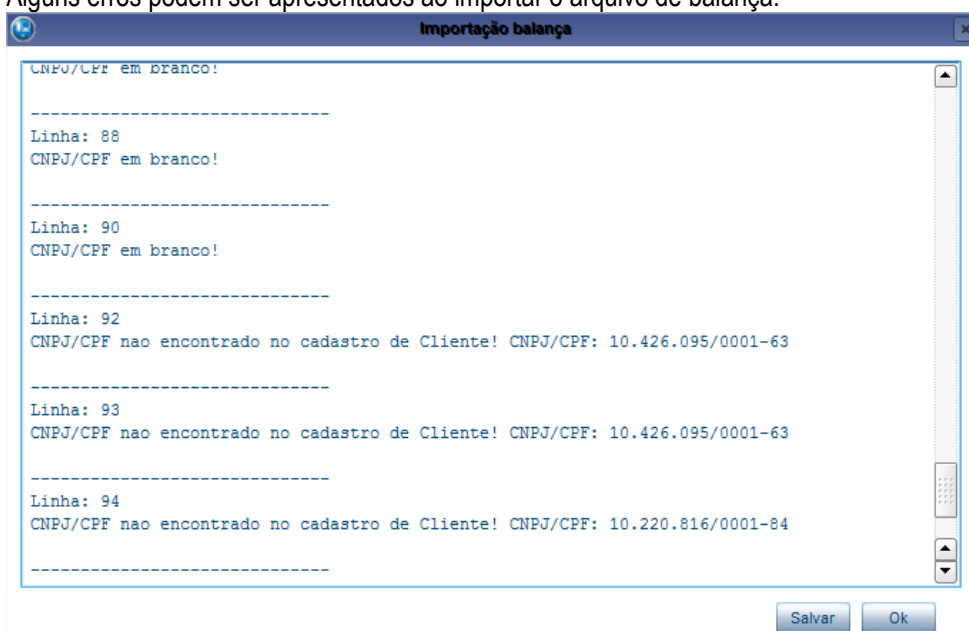 Alguns erros podem ser apresentados ao importar o arquivo de balança:
Importação balança
CNPJ/CPF em branco!
------------------------------
Linha: 88
CNPJ/CPF em branco!
------------------------------
Linha: 90
CNPJ/CPF em branco!
------------------------------
Linha: 92
CNPJ/CPF nao encontrado no cadastro de Cliente! CNPJ/CPF: 10.426.095/0001-63
------------------------------
Linha: 93
CNPJ/CPF nao encontrado no cadastro de Cliente! CNPJ/CPF: 10.426.095/0001-63
------------------------------
Linha: 94
CNPJ/CPF nao encontrado no cadastro de Cliente! CNPJ/CPF: 10.220.816/0001-84
------------------------------
Salvar Ok